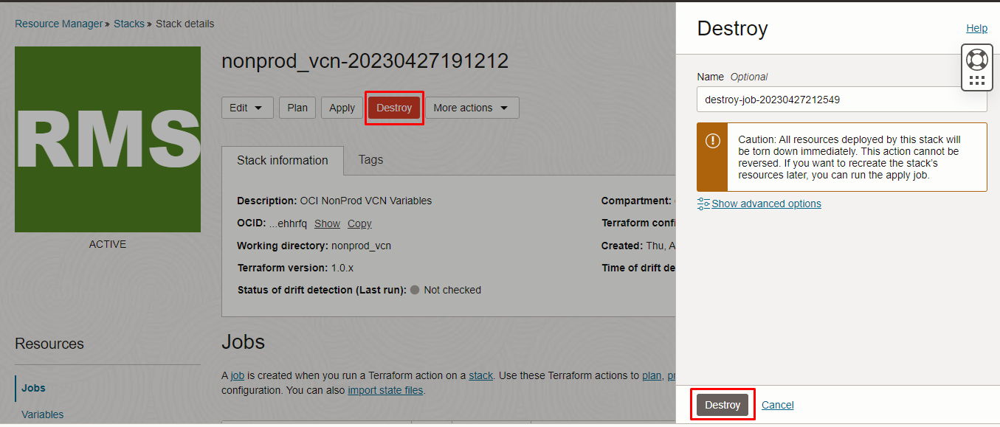 Resource Manager » Stacks » Stack details
RMS
ACTIVE
nonprod_vcn-20230427191212
Edit Plan Apply Destroy More actions
Stack information Tags
Description: OCI NonProd VCN Variables
OCID: ...ehhrfq Show Copy
Working directory: nonprod_vcn
Terraform version: 1.0.x
Status of drift detection (Last run): Not checked
Compartment:
Terraform confi
Created: Thu, A
Time of drift de
Resources
Jobs
Variables
Jobs
A job is created when you run a Terraform action on a stack. Use these Terraform actions to plan, pr
configuration. You can also import state files.
Destroy
Help
Name Optional
destroy-job-20230427212549
Caution: All resources deployed by this stack will
be torn down immediately. This action cannot be
reversed. If you want to recreate the stack's
resources later, you can run the apply job.
Show advanced options
Destroy Cancel